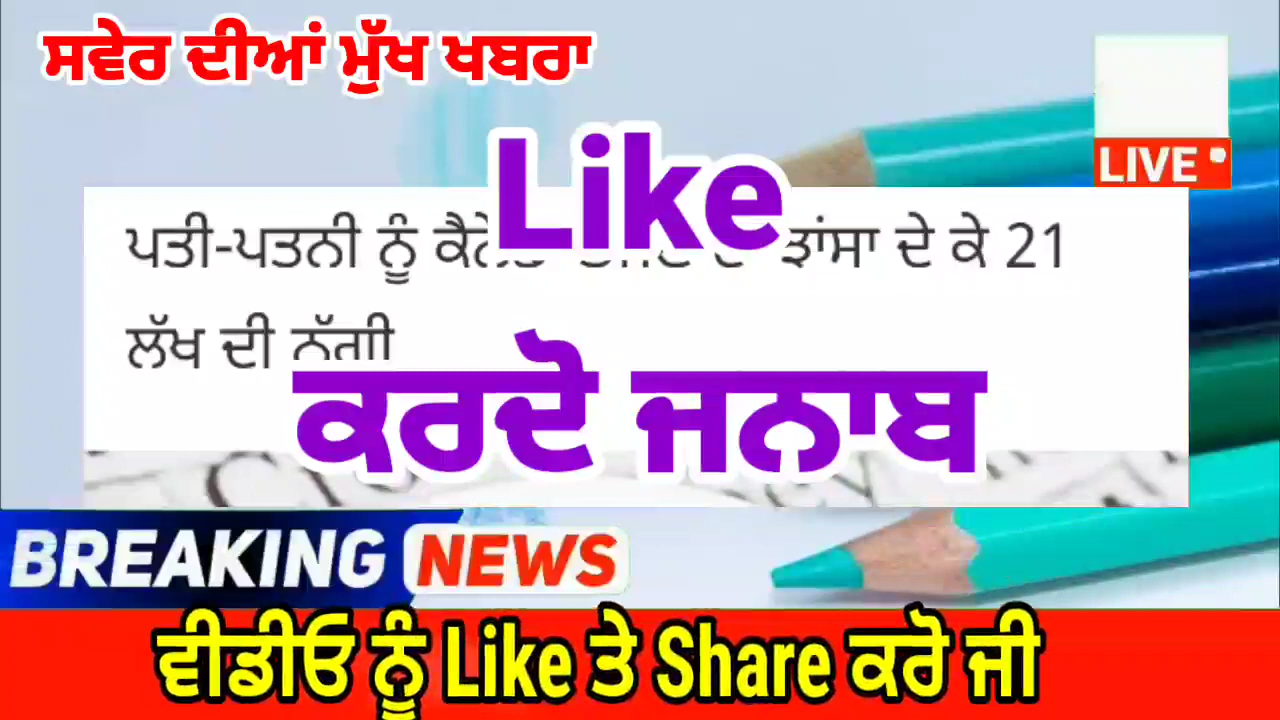 ਸਵੇਰ ਦੀਆਂ ਮੁੱਖ ਖਬਰਾ
LIVE
Like
ਪਤੀ-ਪਤਨੀ ਨੂੰ ਝਾਂਸਾ ਦੇ ਕੇ 21
ਲੱਖ ਦੀ ਠੱਗੀ
ਕਰਦੋ ਜਨਾਬ
BREAKING NEWS
ਵੀਡੀਓ ਨੂੰ Like ਤੇ Share ਕਰੋ ਜੀ